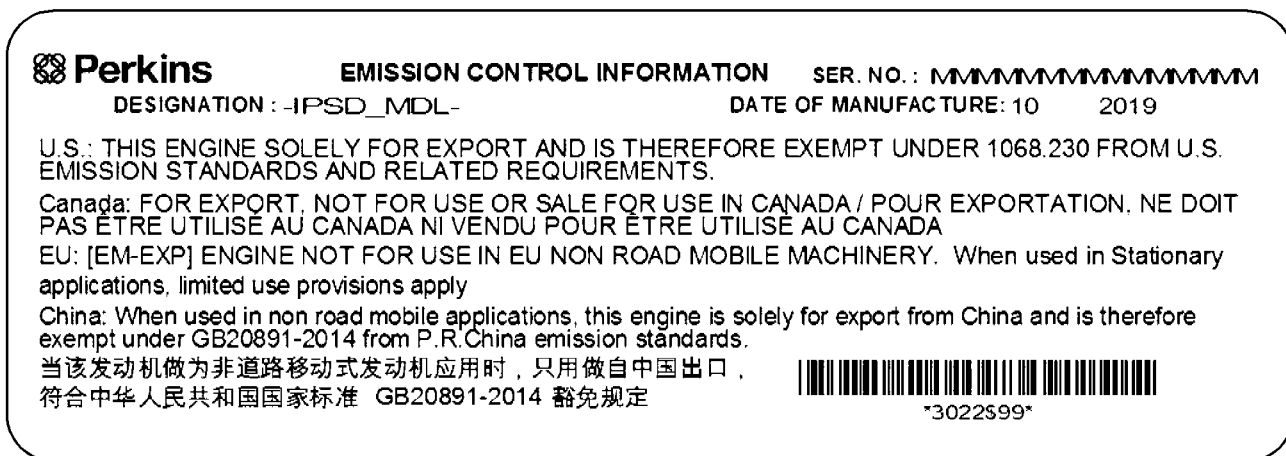 Perkins EMISSION CONTROL INFORMATION SER. NO.: MMMMMMMMMMMMMMMMM
DESIGNATION : -IPSD_MDL- DATE OF MANUFACTURE: 10 2019
U.S.: THIS ENGINE SOLELY FOR EXPORT AND IS THEREFORE EXEMPT UNDER 1068.230 FROM U.S.
EMISSION STANDARDS AND RELATED REQUIREMENTS.
Canada: FOR EXPORT, NOT FOR USE OR SALE FOR USE IN CANADA / POUR EXPORTATION, NE DOIT
PAS ÊTRE UTILISÉ AU CANADA NI VENDU POUR ÊTRE UTILISÉ AU CANADA
EU: [EM-EXP] ENGINE NOT FOR USE IN EU NON ROAD MOBILE MACHINERY. When used in Stationary
applications, limited use provisions apply
China: When used in non road mobile applications, this engine is solely for export from China and is therefore
exempt under GB20891-2014 from P.R.China emission standards.
当该发动机做为非道路移动式发动机应用时，只用做自中国出口，
符合中华人民共和国国家标准 GB20891-2014 豁免规定
*3022S99*